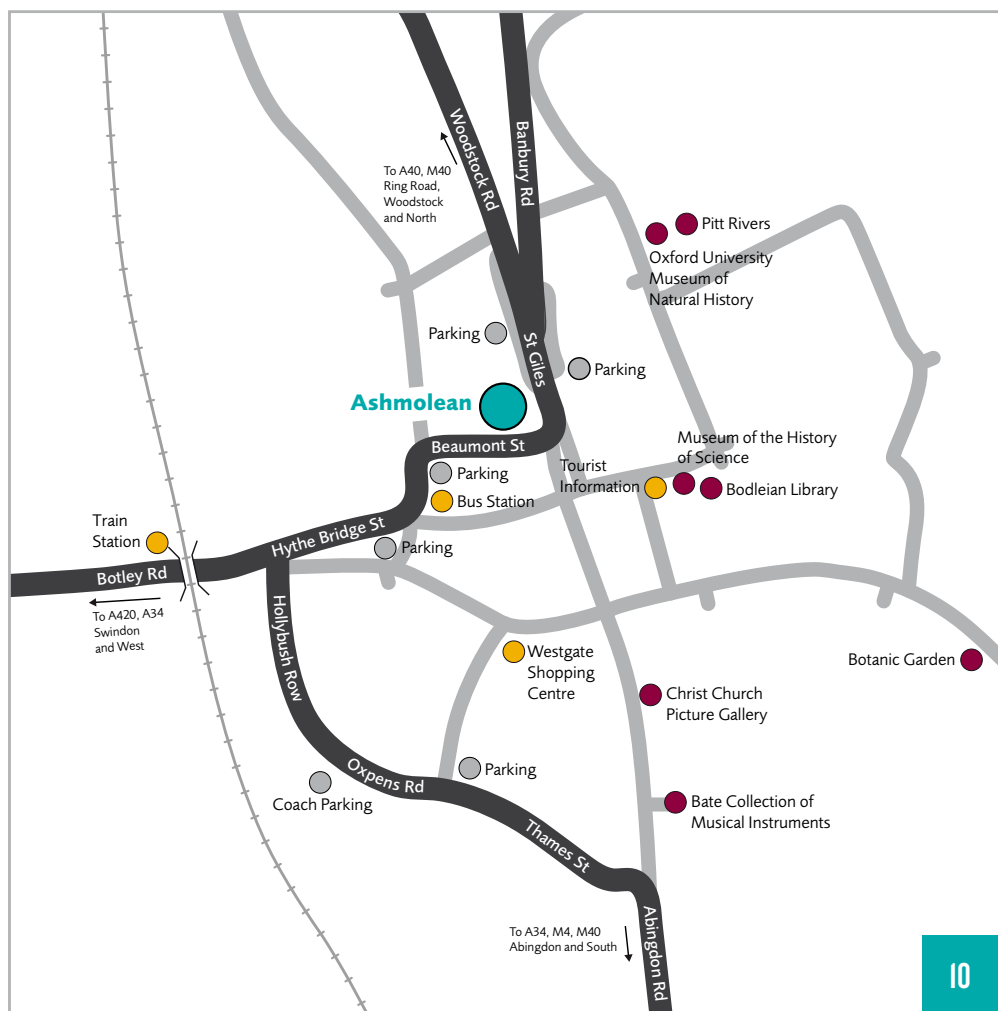 Woodstock Rd
Banbury Rd
To A40, M40
Ring Road,
Woodstock
and North
Pitt Rivers
Oxford University
Museum of
Natural History
Parking
St Giles
Parking
Ashmolean
Beaumont St
Museum of the History
of Science
Tourist
Information
Parking
Bodleian Library
Bus Station
Train
Station
Hythe Bridge St
Parking
Botley Rd
To A420, A34
Swindon
and West
Hollybush Row
Westgate
Shopping
Centre
Botanic Garden
Christ Church
Picture Gallery
Oxpens Rd
Parking
Coach Parking
Bate Collection of
Musical Instruments
Thames St
To A34, M4, M40
Abingdon and South
Abingdon Rd
10